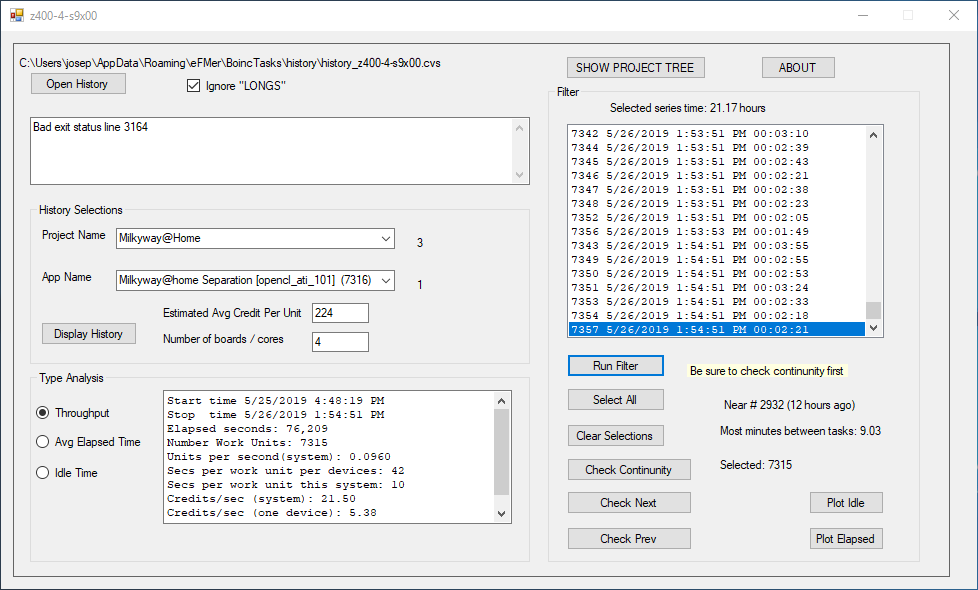 z400-4-s9x00
C:\Users\josep\AppData\Roaming\eFMer\BoincTasks\history\history_z400-4-s9x00.cvs
Open History
Ignore "LONGS"
SHOW PROJECT TREE
ABOUT
Bad exit status line 3164
History Selections
Project Name
Milkyway@Home
3
App Name
Milkyway@home Separation [opencl_ati_101] (7316)
1
Estimated Avg Credit Per Unit
224
Display History
Number of boards / cores
4
Type Analysis
Throughput
Avg Elapsed Time
Idle Time
Start time 5/25/2019 4:48:19 PM
Stop time 5/26/2019 1:54:51 PM
Elapsed seconds: 76,209
Number Work Units: 7315
Units per second(system): 0.0960
Secs per work unit per devices: 42
Secs per work unit this system: 10
Credits/sec (system): 21.50
Credits/sec (one device): 5.38
Filter
Selected series time: 21.17 hours
7342 5/26/2019 1:53:51 PM 00:03:10
7344 5/26/2019 1:53:51 PM 00:02:39
7345 5/26/2019 1:53:51 PM 00:02:43
7346 5/26/2019 1:53:51 PM 00:02:21
7347 5/26/2019 1:53:51 PM 00:02:38
7348 5/26/2019 1:53:51 PM 00:02:23
7352 5/26/2019 1:53:51 PM 00:02:05
7356 5/26/2019 1:53:53 PM 00:01:49
7343 5/26/2019 1:54:51 PM 00:03:55
7349 5/26/2019 1:54:51 PM 00:02:55
7350 5/26/2019 1:54:51 PM 00:02:53
7351 5/26/2019 1:54:51 PM 00:03:24
7353 5/26/2019 1:54:51 PM 00:02:33
7354 5/26/2019 1:54:51 PM 00:02:18
7357 5/26/2019 1:54:51 PM 00:02:21
Run Filter
Be sure to check continunity first
Select All
Near # 2932 (12 hours ago)
Clear Selections
Most minutes between tasks: 9.03
Check Continunity
Selected: 7315
Check Next
Plot Idle
Check Prev
Plot Elapsed